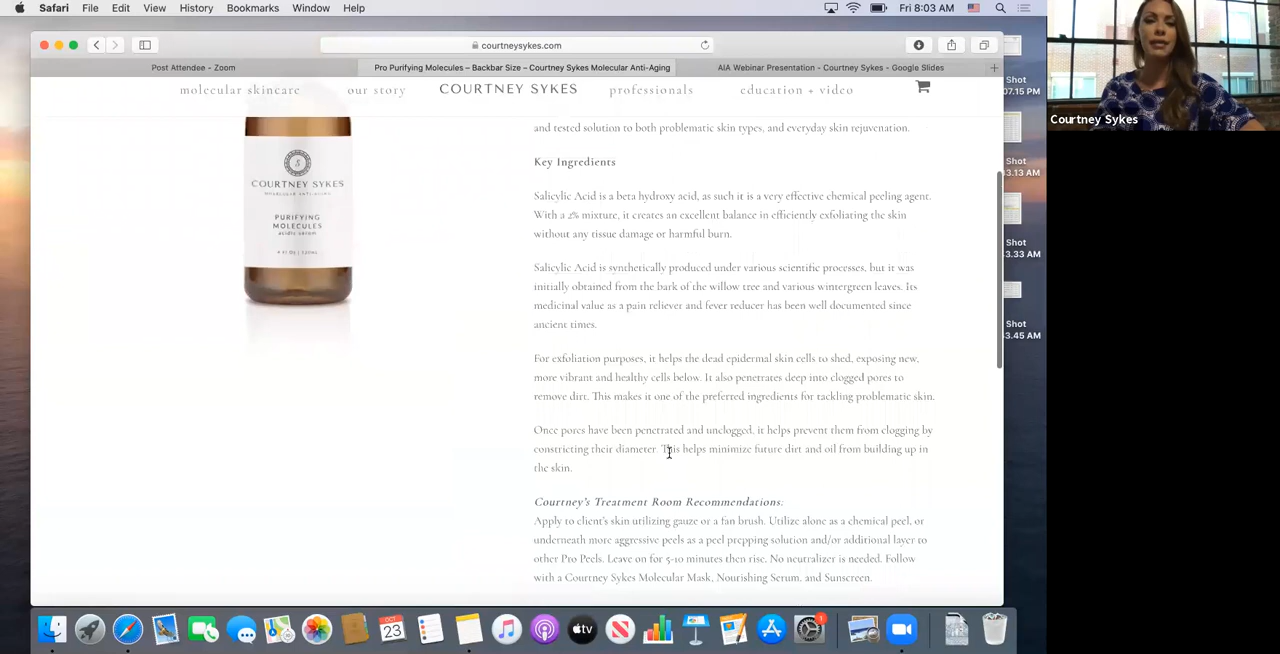 Safari File Edit View History Bookmarks Window Help Fri 8:03 AM
courtneysykes.com
Post Attendee - Zoom
Pro Purifying Molecules – Backbar Size – Courtney Sykes Molecular Anti-Aging
AIA Webinar Presentation - Courtney Sykes - Google Slides
molecular skincare our story COURTNEY SYKES professionals education + video
and tested solution to both problematic skin types, and everyday skin rejuvenation.
Key Ingredients
Salicylic Acid is a beta hydroxy acid, as such it is a very effective chemical peeling agent.
With a 2% mixture, it creates an excellent balance in efficiently exfoliating the skin
without any tissue damage or harmful burn.
Salicylic Acid is synthetically produced under various scientific processes, but it was
initially obtained from the bark of the willow tree and various wintergreen leaves. Its
medicinal value as a pain reliever and fever reducer has been well documented since
ancient times.
For exfoliation purposes, it helps the dead epidermal skin cells to shed, exposing new,
more vibrant and healthy cells below. It also penetrates deep into clogged pores to
remove dirt. This makes it one of the preferred ingredients for tackling problematic skin.
Once pores have been penetrated and unclogged, it helps prevent them from clogging by
constricting their diameter. This helps minimize future dirt and oil from building up in
the skin.
Courtney's Treatment Room Recommendations:
Apply to client's skin utilizing gauze or a fan brush. Utilize alone as a chemical peel, or
underneath more aggressive peels as a peel prepping solution and/or additional layer to
other Pro Peels. Leave on for 5-10 minutes then rise. No neutralizer is needed. Follow
with a Courtney Sykes Molecular Mask, Nourishing Serum, and Sunscreen.
S
COURTNEY SYKES
MOLECULAR ANTI-AGING
PURIFYING
MOLECULES
acidic serum
4 fl oz | 120mL
Shot
07.15 PM
Shot
03.13 AM
Shot
3.33 AM
Shot
3.45 AM
Courtney Sykes
OCT
23
tv
1